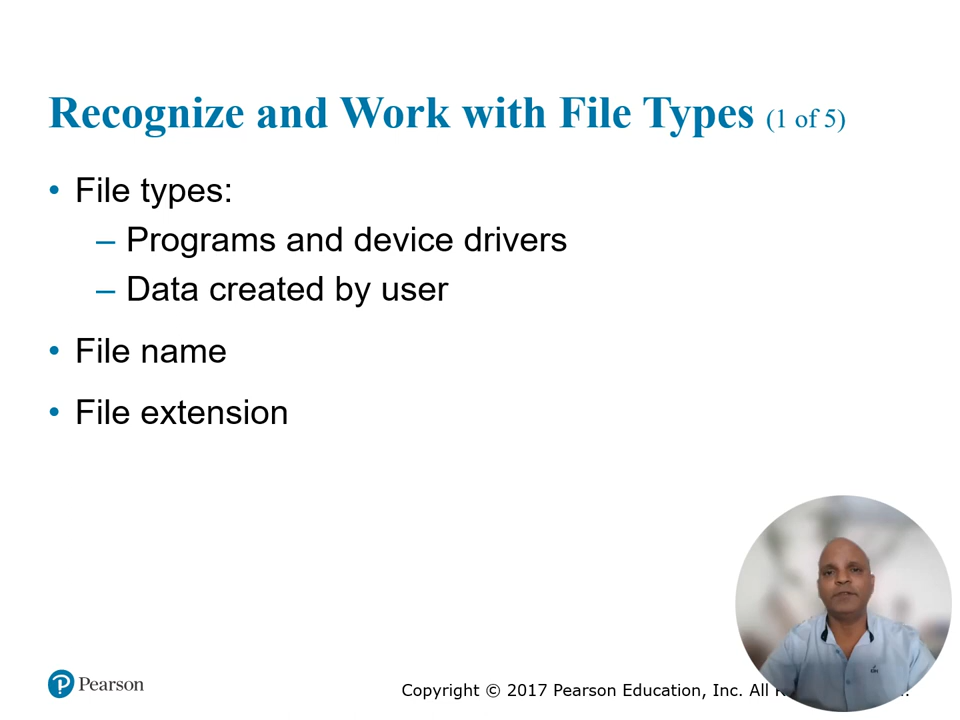 Recognize and Work with File Types (1 of 5)
• File types:
– Programs and device drivers
– Data created by user
• File name
• File extension
Pearson
Copyright © 2017 Pearson Education, Inc. All